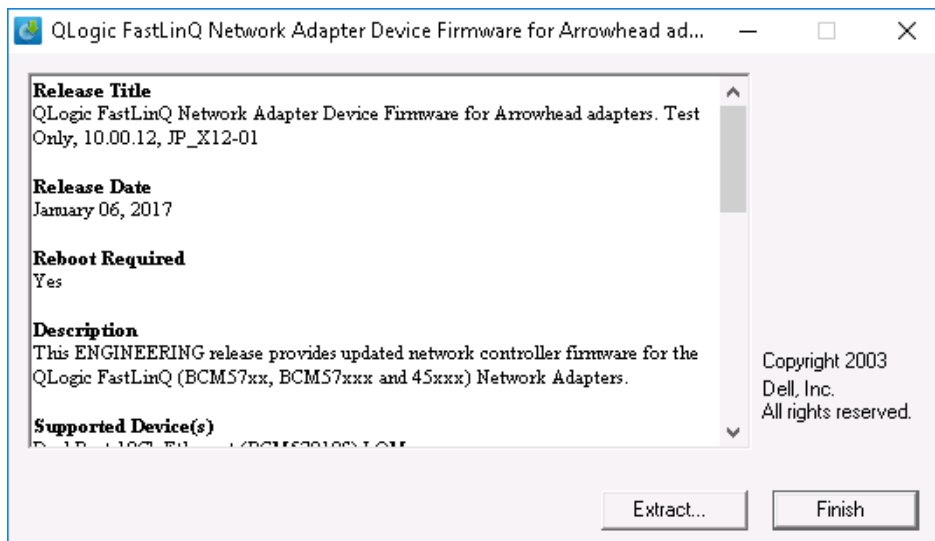 QLogic FastLinQ Network Adapter Device Firmware for Arrowhead ad...
Release Title
QLogic FastLinQ Network Adapter Device Firmware for Arrowhead adapters. Test
Only, 10.00.12, JP_X12-01
Release Date
January 06, 2017
Reboot Required
Yes
Description
This ENGINEERING release provides updated network controller firmware for the
QLogic FastLinQ (BCM57xx, BCM57xxx and 45xxx) Network Adapters.
Supported Device(s)
Copyright 2003
Dell, Inc.
All rights reserved.
Extract...
Finish